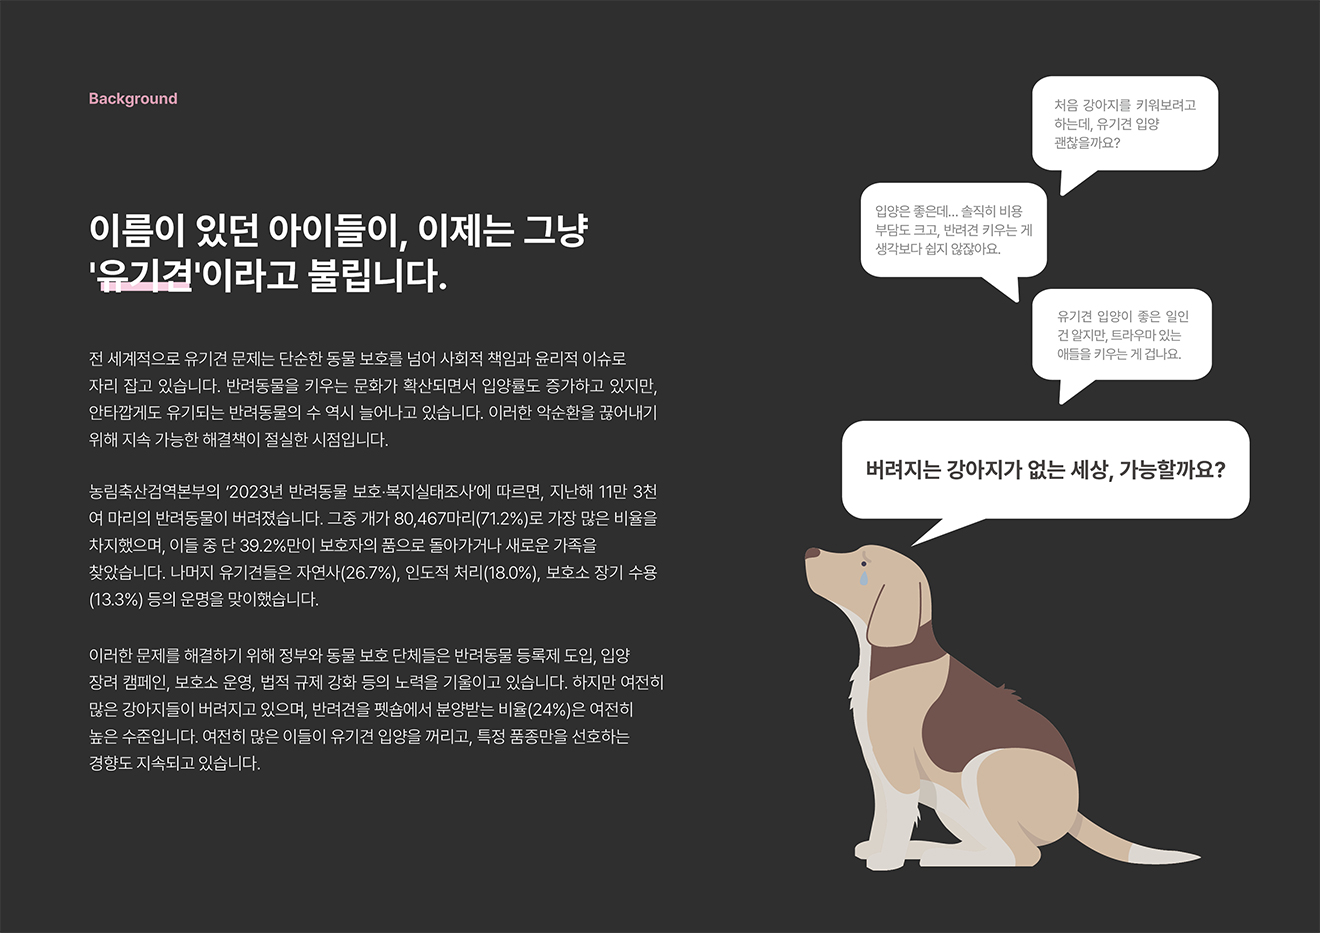 Background
이름이 있던 아이들이, 이제는 그냥
'유기견'이라고 불립니다.
전 세계적으로 유기견 문제는 단순한 동물 보호를 넘어 사회적 책임과 윤리적 이슈로
자리 잡고 있습니다. 반려동물을 키우는 문화가 확산되면서 입양률도 증가하고 있지만,
안타깝게도 유기되는 반려동물의 수 역시 늘어나고 있습니다. 이러한 악순환을 끊어내기
위해 지속 가능한 해결책이 절실한 시점입니다.
농림축산검역본부의 '2023년 반려동물 보호·복지실태조사'에 따르면, 지난해 11만 3천
여 마리의 반려동물이 버려졌습니다. 그중 개가 80,467마리(71.2%)로 가장 많은 비율을
차지했으며, 이들 중 단 39.2%만이 보호자의 품으로 돌아가거나 새로운 가족을
찾았습니다. 나머지 유기견들은 자연사(26.7%), 인도적 처리(18.0%), 보호소 장기 수용
(13.3%) 등의 운명을 맞이했습니다.
이러한 문제를 해결하기 위해 정부와 동물 보호 단체들은 반려동물 등록제 도입, 입양
장려 캠페인, 보호소 운영, 법적 규제 강화 등의 노력을 기울이고 있습니다. 하지만 여전히
많은 강아지들이 버려지고 있으며, 반려견을 펫숍에서 분양받는 비율(24%)은 여전히
높은 수준입니다. 여전히 많은 이들이 유기견 입양을 꺼리고, 특정 품종만을 선호하는
경향도 지속되고 있습니다.
처음 강아지를 키워보려고
하는데, 유기견 입양
괜찮을까요?
입양은 좋은데... 솔직히 비용
부담도 크고, 반려견 키우는 게
생각보다 쉽지 않잖아요.
유기견 입양이 좋은 일인
건 알지만, 트라우마 있는
애들을 키우는 게 겁나요.
버려지는 강아지가 없는 세상, 가능할까요?